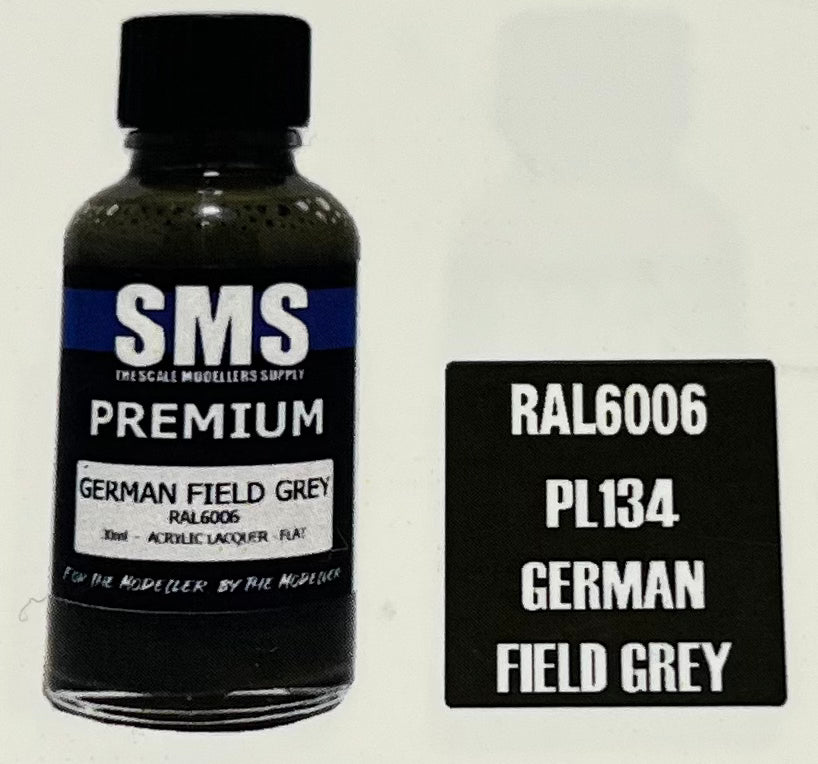 SMS
THE SCALE MODELLERS SUPPLY
PREMIUM
GERMAN FIELD GREY
RAL6006
30ml - ACRYLIC LACQUER - FLAT
FOR THE MODELLER BY THE MODELLER
RAL6006
PL134
GERMAN
FIELD GREY